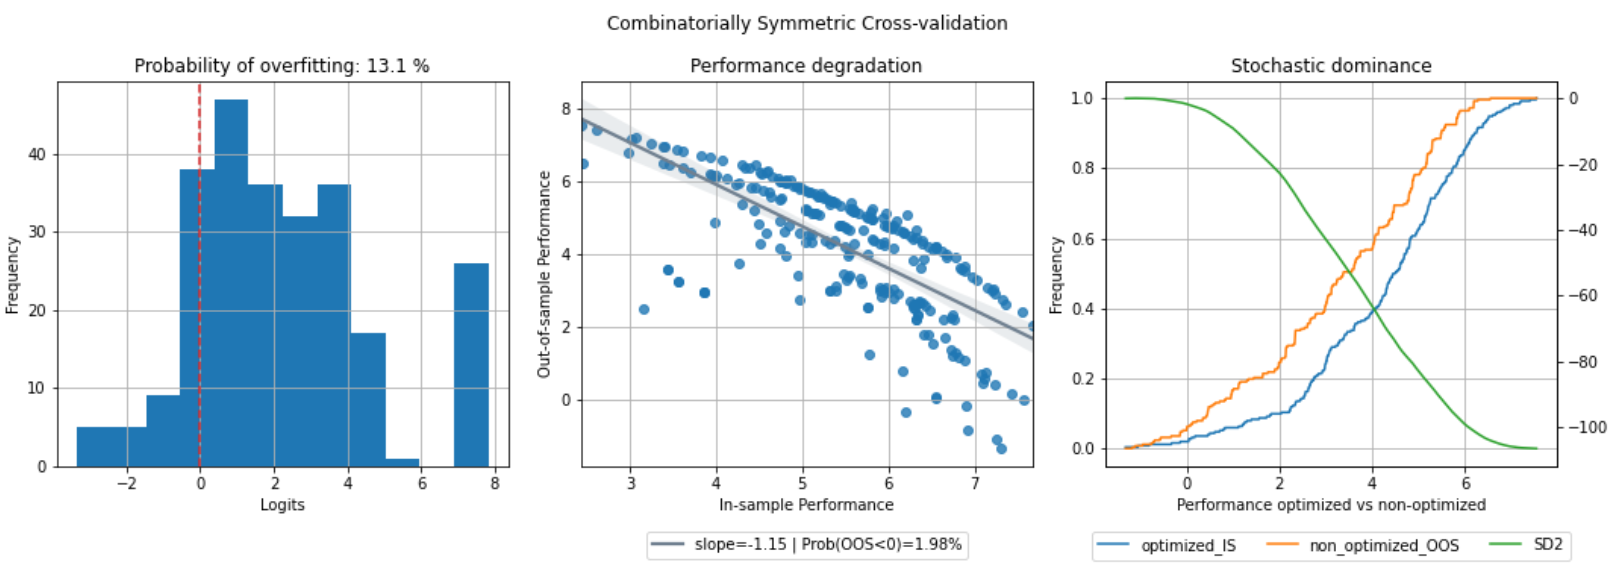 Combinatorially Symmetric Cross-validation
Probability of overfitting: 13.1 %
40
30
20
10
0
Frequency
−2
0
2
4
6
8
Logits
Performance degradation
8
6
4
2
0
Out-of-sample Performance
3
4
5
6
7
In-sample Performance
slope=-1.15 | Prob(OOS<0)=1.98%
Stochastic dominance
1.0
0.8
0.6
0.4
0.2
0.0
Frequency
0
−20
−40
−60
−80
−100
0
2
4
6
Performance optimized vs non-optimized
optimized_IS
non_optimized_OOS
SD2